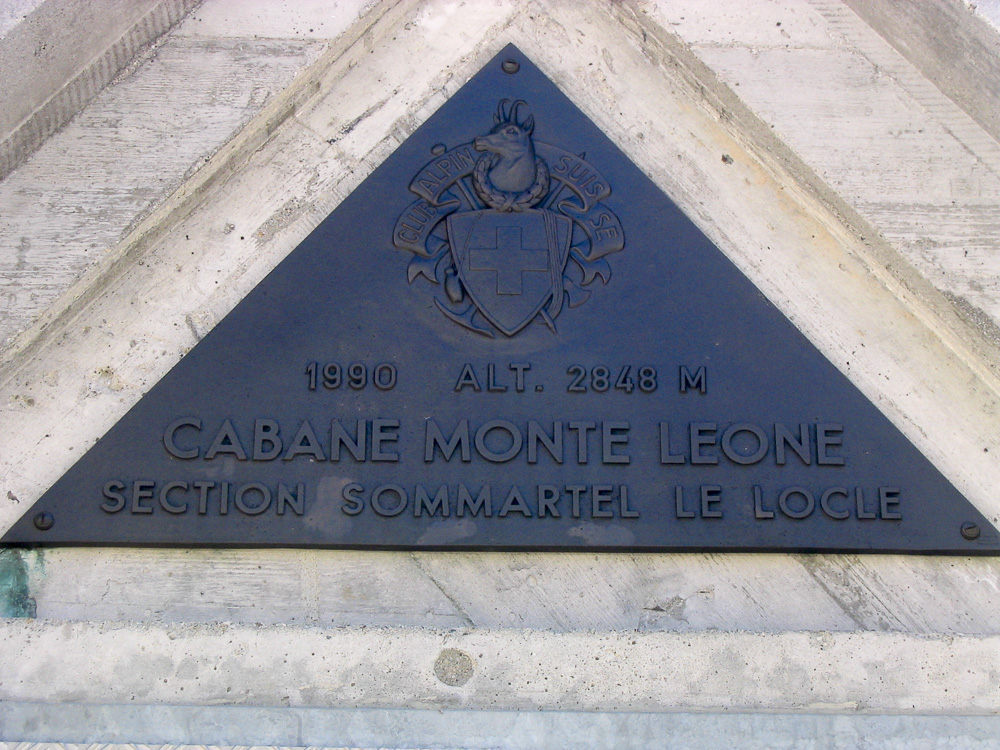 CLUB ALPIN SUISSE
1990 ALT. 2848 M
CABANE MONTE LEONE
SECTION SOMMARTEL LE LOCLE